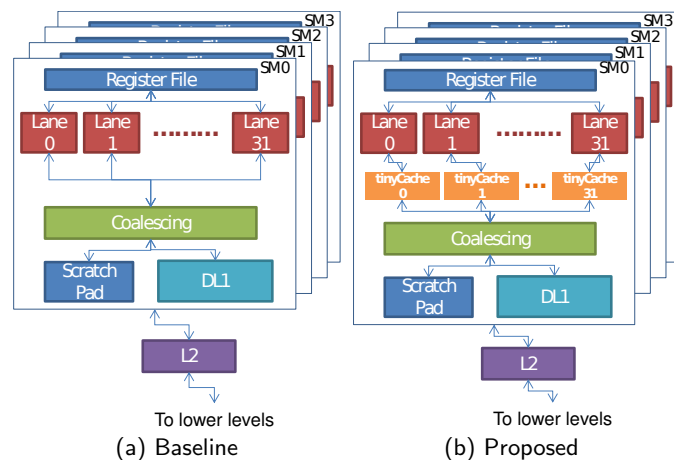 SM3
SM2
SM1
SM0
Register File
Lane
0
Lane
1
.........
Lane
31
Coalescing
Scratch
Pad
DL1
L2
To lower levels
(a) Baseline
SM3
SM2
SM1
SM0
Register File
Lane
0
Lane
1
.........
Lane
31
tinyCache
0
tinyCache
1
...
tinyCache
31
Coalescing
Scratch
Pad
DL1
L2
To lower levels
(b) Proposed